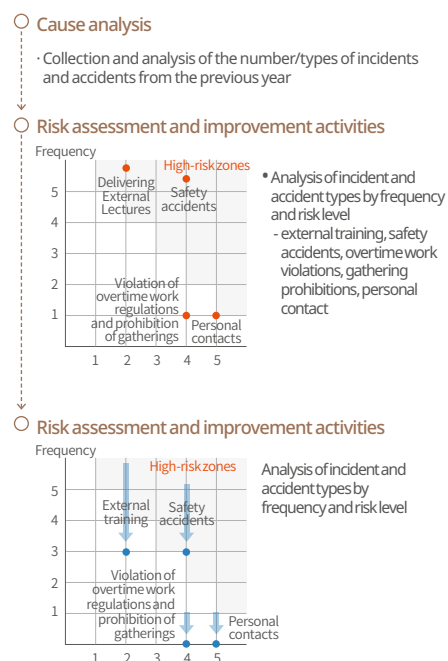 Cause analysis
· Collection and analysis of the number/types of incidents
and accidents from the previous year
Risk assessment and improvement activities
Frequency
High-risk zones
Delivering
External
Lectures
Safety
accidents
5
4
3
2
1
Violation of
overtime work
regulations
and prohibition
of gatherings
Personal
contacts
1 2 3 4 5
• Analysis of incident and
accident types by frequency
and risk level
- external training, safety
accidents, overtime work
violations, gathering
prohibitions, personal
contact
Risk assessment and improvement activities
Frequency
High-risk zones
External
training
Safety
accidents
5
4
3
2
1
Violation of
overtime work
regulations and
prohibition of
gatherings
Personal
contacts
1 2 3 4 5
Analysis of incident and
accident types by
frequency and risk level